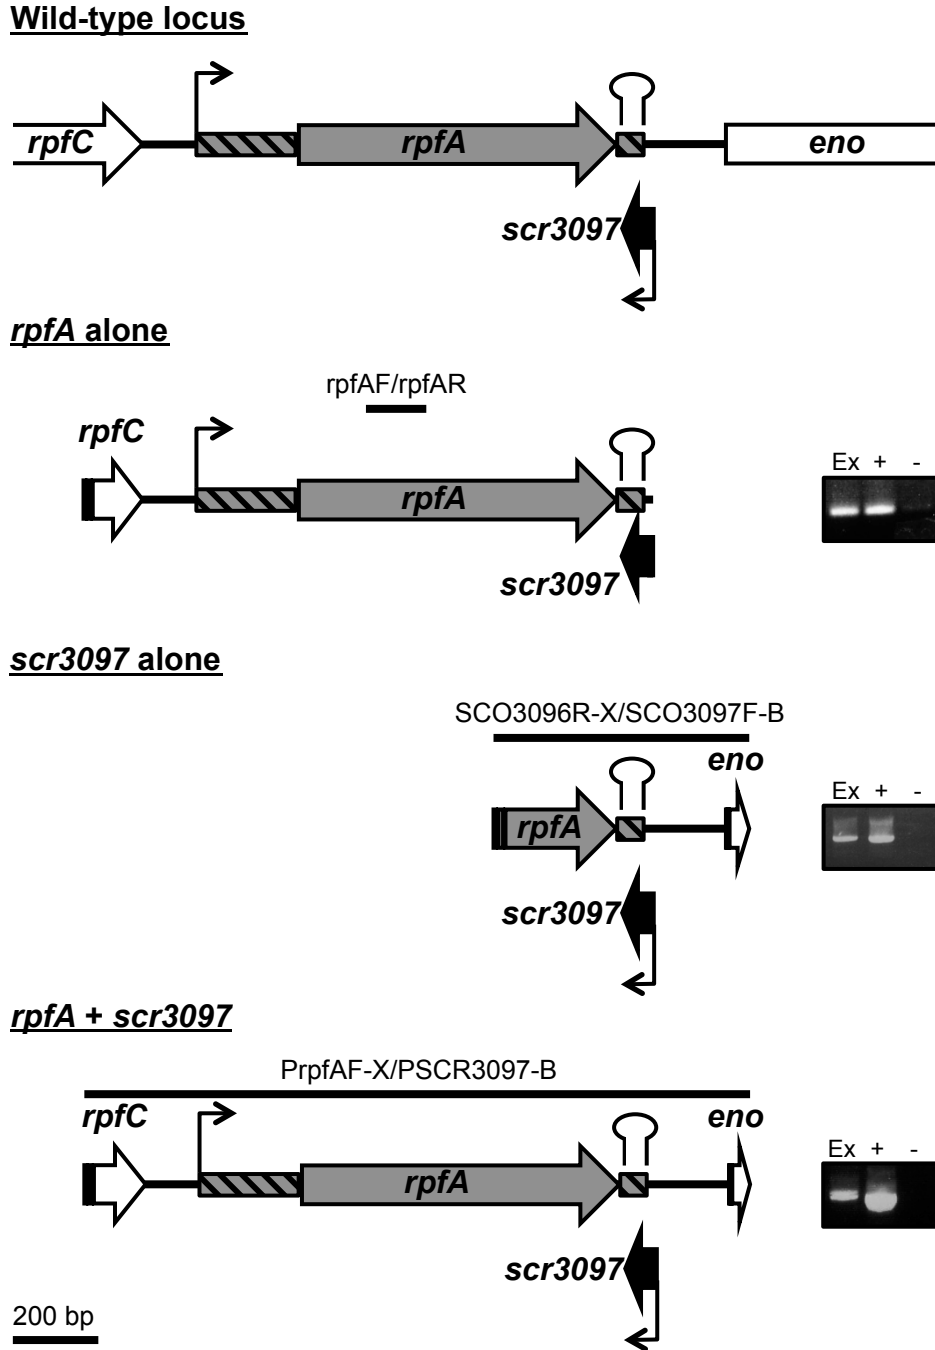 Wild-type locus
rpfC
rpfA
eno
scr3097
rpfA alone
rpfAF/rpfAR
rpfC
Ex + -
rpfA
scr3097
scr3097 alone
SCO3096R-X/SCO3097F-B
eno
Ex + -
rpfA
scr3097
rpfA + scr3097
PrpfAF-X/PSCR3097-B
rpfC
eno
Ex + -
rpfA
scr3097
200 bp